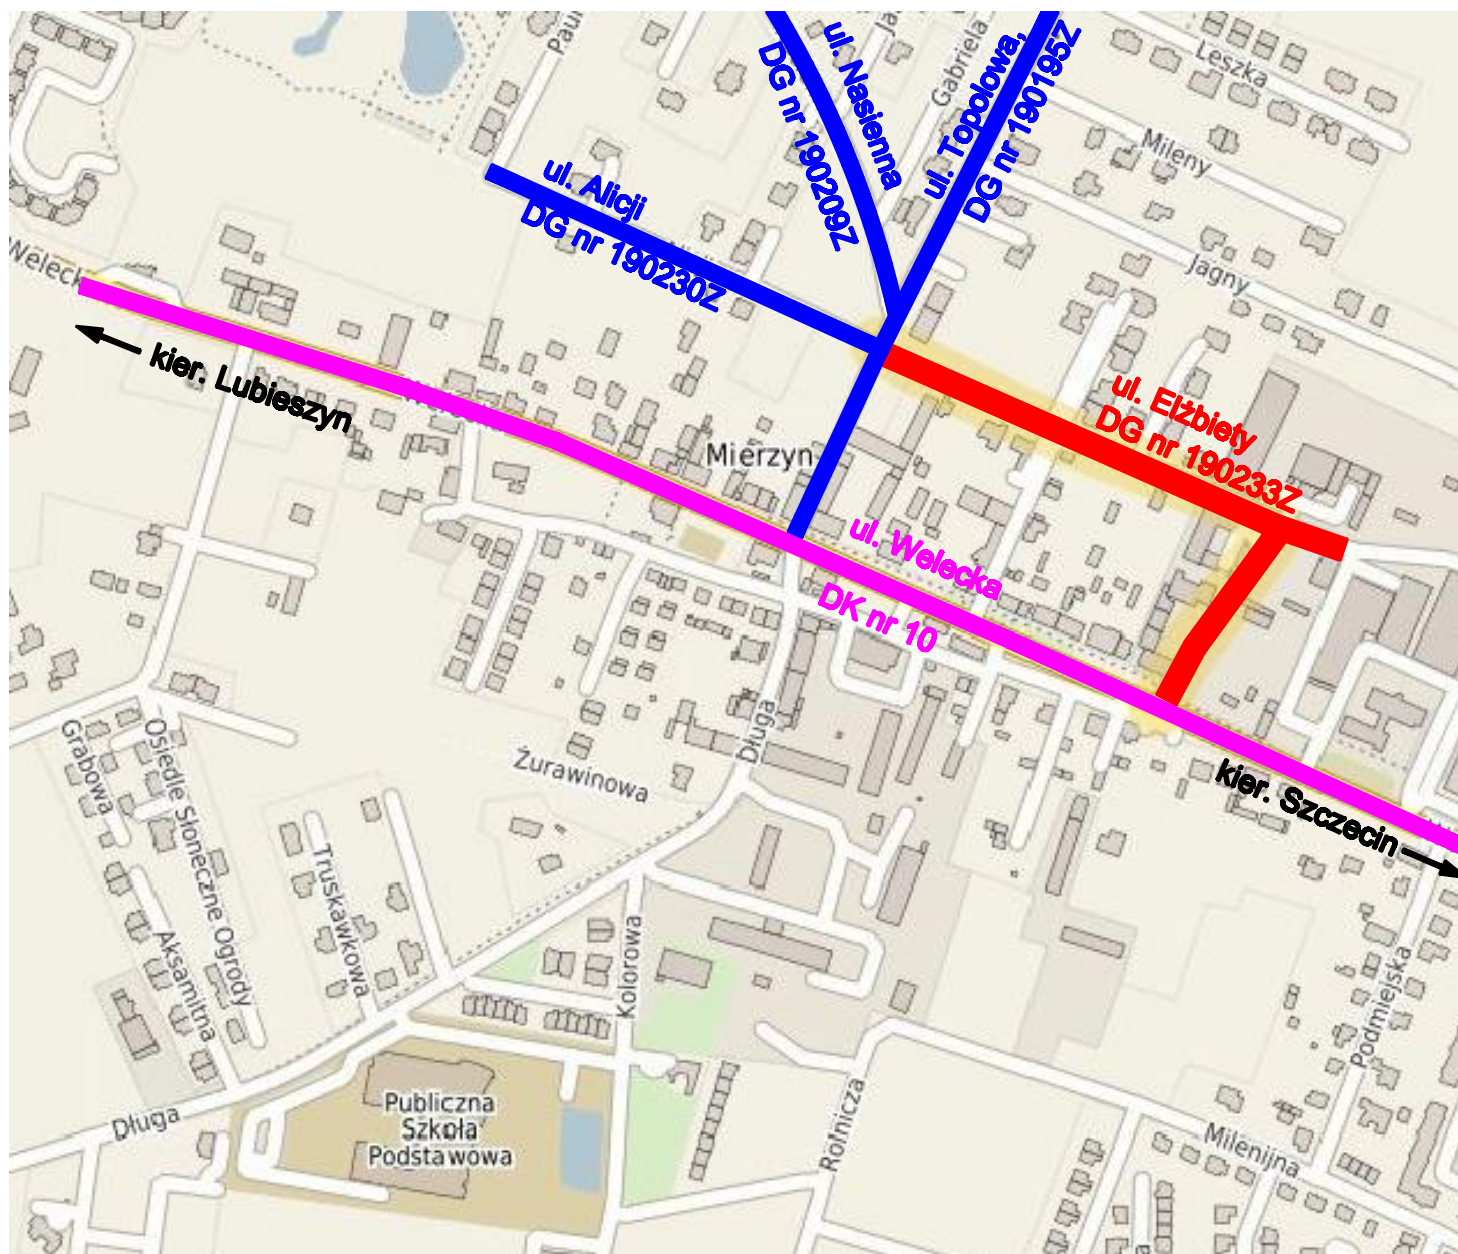 ul. Nasienna
DG nr 190209Z
Gabriela
ul. Topolowa,
DG nr 190195Z
Leszka
Mileny
Jagny
ul. Alicji
DG nr 190230Z
kier. Lubieszyn
ul. Elżbiety
DG nr 190233Z
Mierzyn
ul. Welecka
DK nr 10
kier. Szczecin
Długa
Żurawinowa
Grabowa
Osiedle Słoneczne Ogrody
Truskawkowa
Aksamitna
Kolorowa
Podmiejska
Rolnicza
Milenijna
Długa
Publiczna
Szkoła
Podstawowa